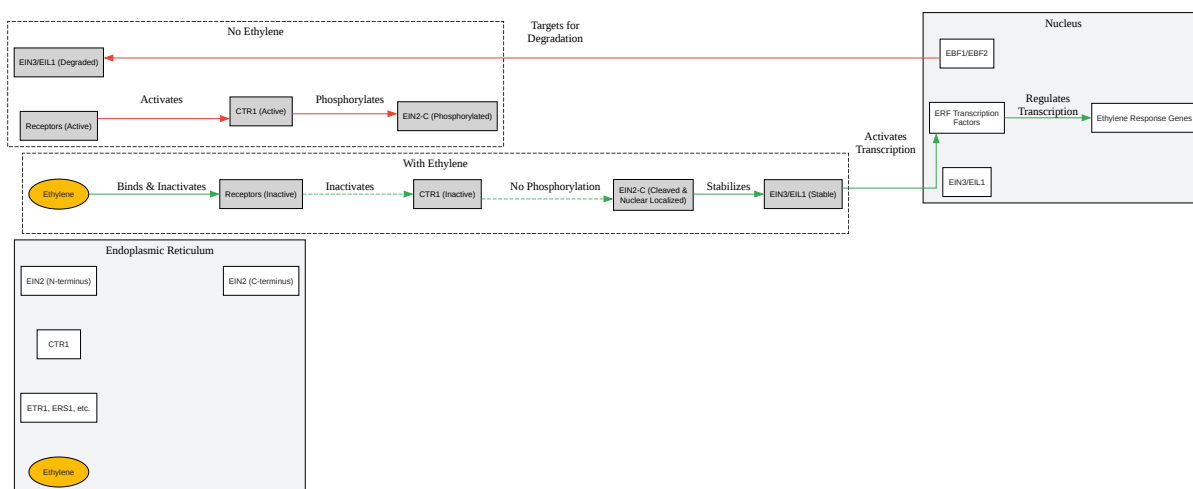 No Ethylene
Targets for
Degradation
Nucleus
EIN3/EIL1 (Degraded)
EBF1/EBF2
Receptors (Active)
Activates
CTR1 (Active)
Phosphorylates
EIN2-C (Phosphorylated)
ERF Transcription
Factors
Regulates
Transcription
Ethylene Response Genes
Activates
Transcription
EIN3/EIL1
With Ethylene
Ethylene
Binds & Inactivates
Receptors (Inactive)
Inactivates
CTR1 (Inactive)
No Phosphorylation
EIN2-C (Cleaved &
Nuclear Localized)
Stabilizes
EIN3/EIL1 (Stable)
Endoplasmic Reticulum
EIN2 (N-terminus)
EIN2 (C-terminus)
CTR1
ETR1, ERS1, etc.
Ethylene